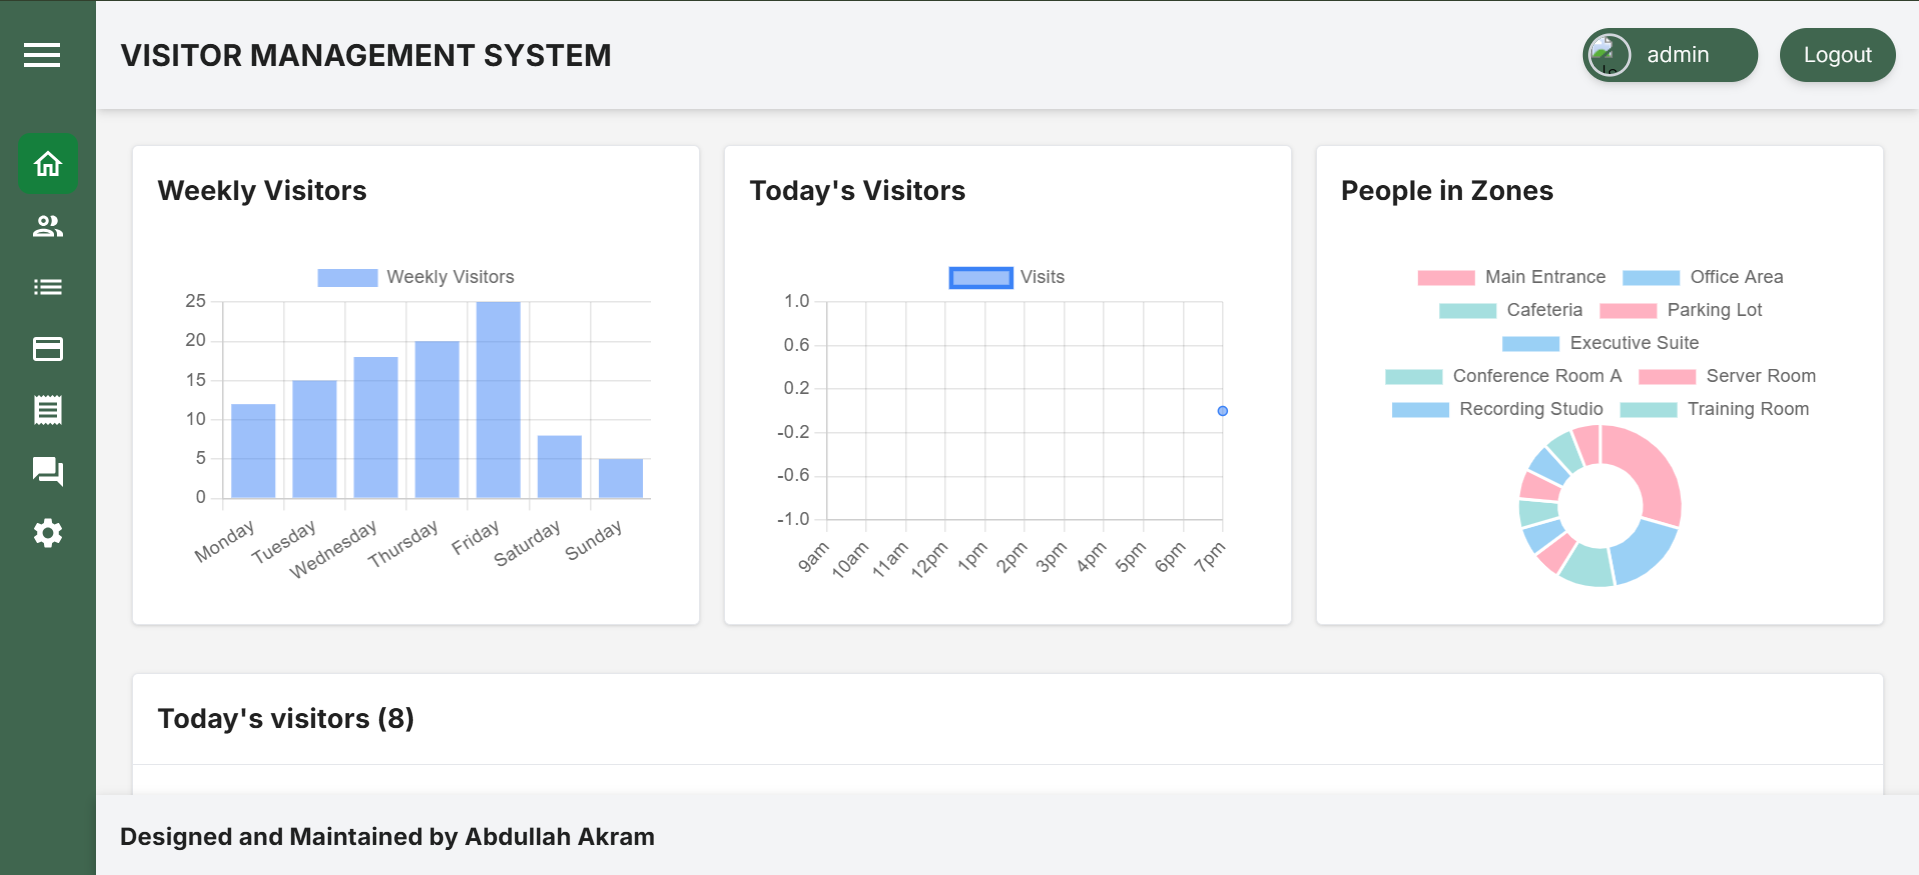 VISITOR MANAGEMENT SYSTEM
admin
Logout
Weekly Visitors
Weekly Visitors
25
20
15
10
5
0
Monday
Tuesday
Wednesday
Thursday
Friday
Saturday
Sunday
Today's Visitors
Visits
1.0
0.6
0.2
-0.2
-0.6
-1.0
9am
10am
11am
12pm
1pm
2pm
3pm
4pm
5pm
6pm
7pm
People in Zones
Main Entrance Office Area
Cafeteria Parking Lot
Executive Suite
Conference Room A Server Room
Recording Studio Training Room
Today's visitors (8)
Designed and Maintained by Abdullah Akram